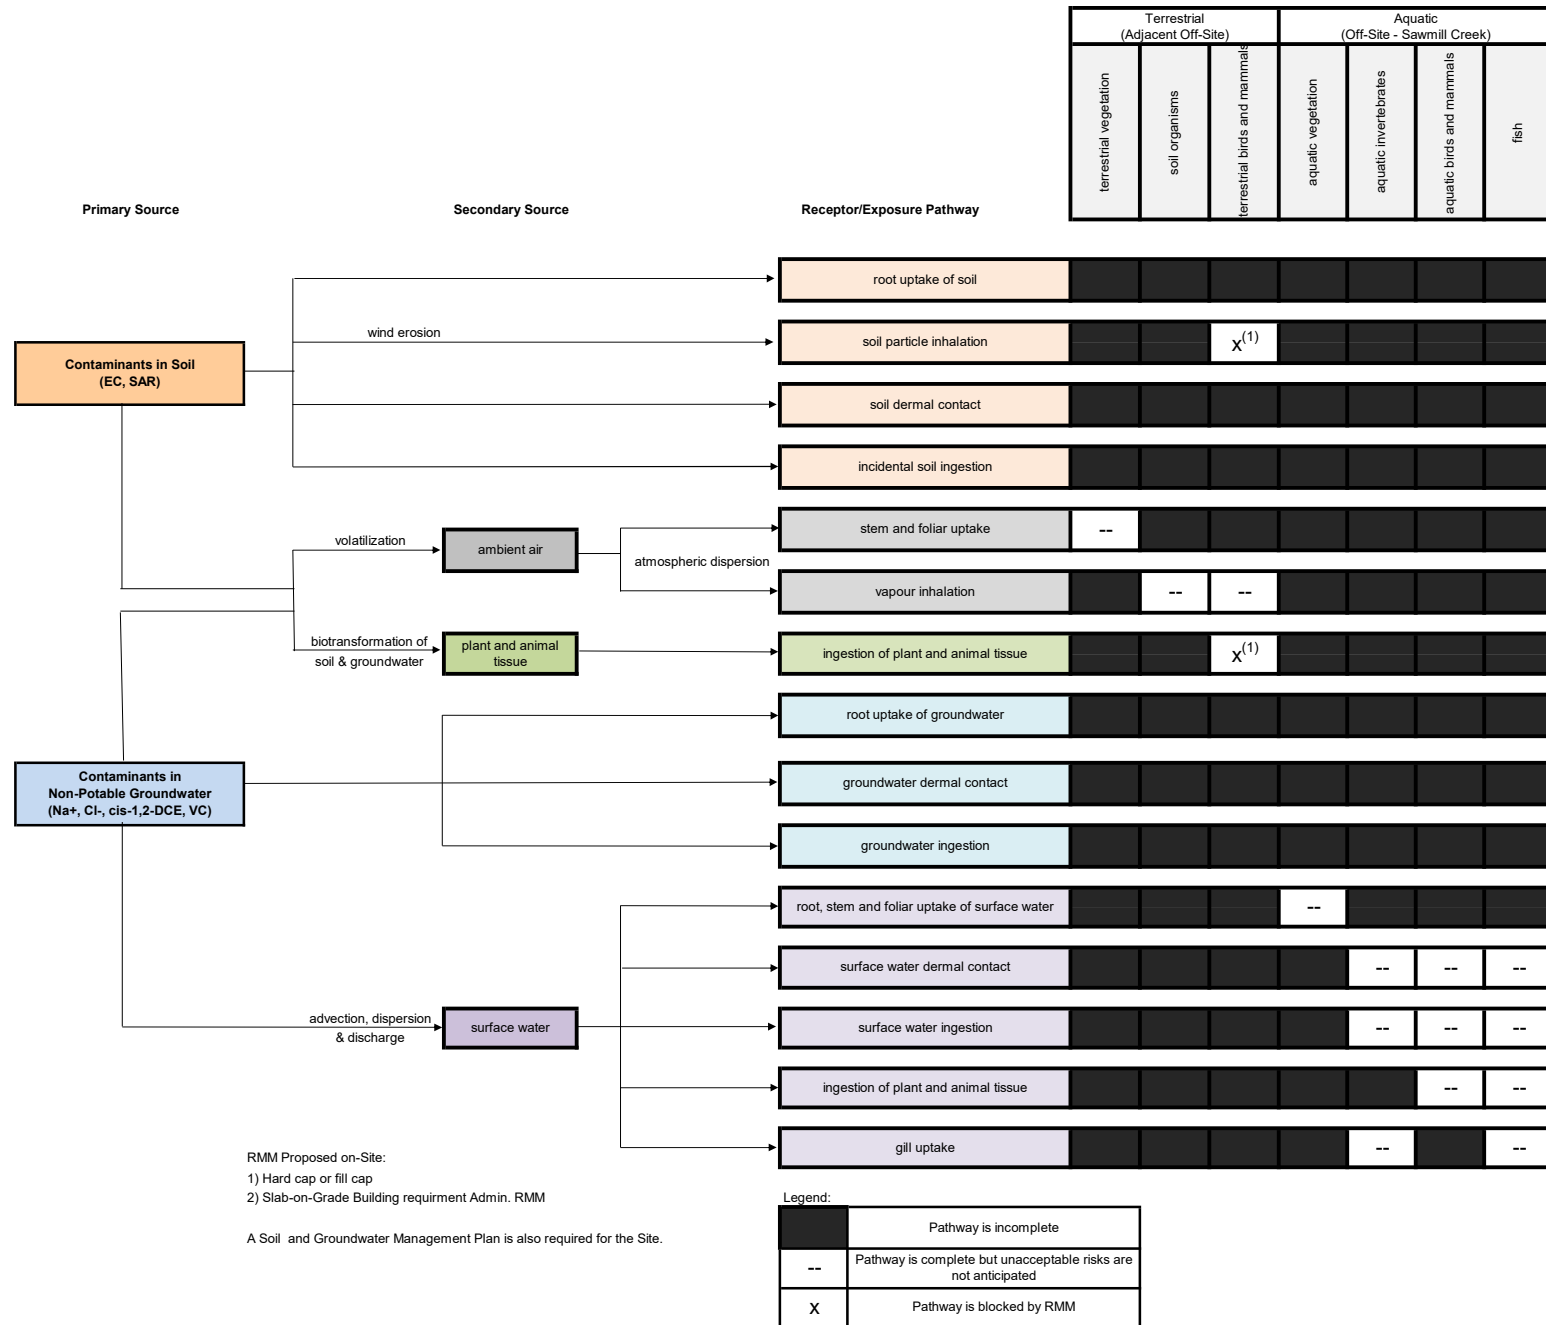 Terrestrial
(Adjacent Off-Site)
Aquatic
(Off-Site - Sawmill Creek)
terrestrial vegetation
soil organisms
terrestrial birds and mammals
aquatic vegetation
aquatic invertebrates
aquatic birds and mammals
fish
Primary Source
Secondary Source
Receptor/Exposure Pathway
root uptake of soil
wind erosion
soil particle inhalation
x(1)
Contaminants in Soil
(EC, SAR)
soil dermal contact
incidental soil ingestion
stem and foliar uptake
--
volatilization
ambient air
atmospheric dispersion
vapour inhalation
--
--
biotransformation of
soil & groundwater
plant and animal
tissue
ingestion of plant and animal tissue
x(1)
root uptake of groundwater
Contaminants in
Non-Potable Groundwater
(Na+, Cl-, cis-1,2-DCE, VC)
groundwater dermal contact
groundwater ingestion
root, stem and foliar uptake of surface water
--
surface water dermal contact
--
--
--
advection, dispersion
& discharge
surface water
surface water ingestion
--
--
--
ingestion of plant and animal tissue
--
--
gill uptake
--
--
RMM Proposed on-Site:
1) Hard cap or fill cap
2) Slab-on-Grade Building requirment Admin. RMM
A Soil and Groundwater Management Plan is also required for the Site.
Legend:
Pathway is incomplete
--
Pathway is complete but unacceptable risks are
not anticipated
x
Pathway is blocked by RMM